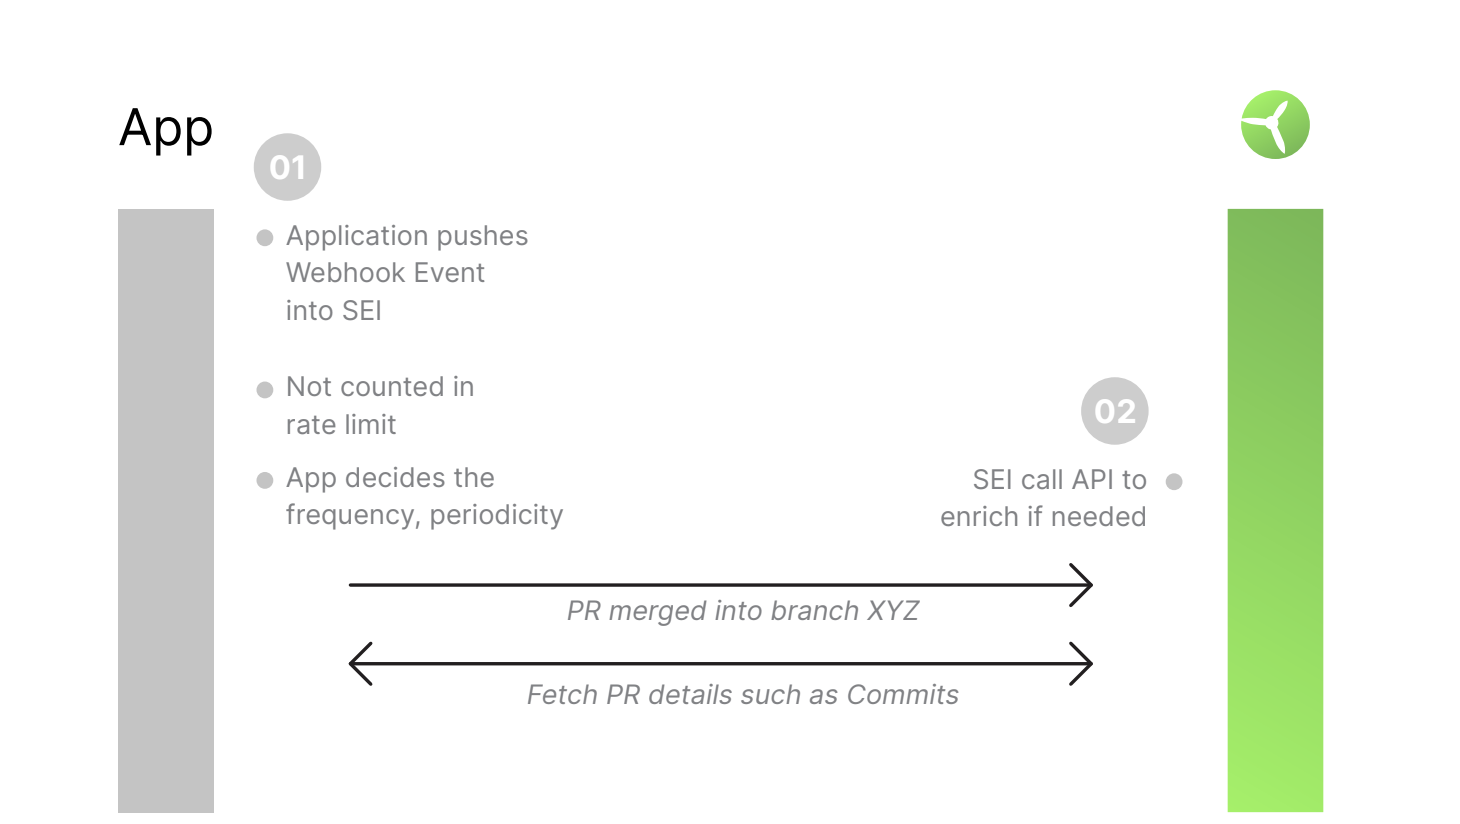 App
01
Application pushes
Webhook Event
into SEI
Not counted in
rate limit
App decides the
frequency, periodicity
02
SEI call API to
enrich if needed
PR merged into branch XYZ
Fetch PR details such as Commits